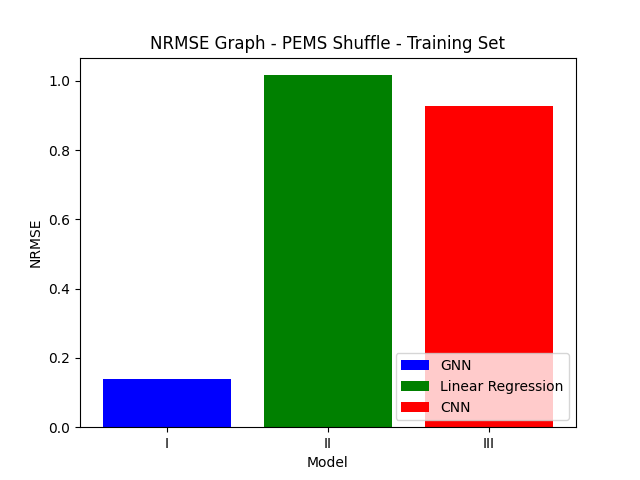 NRMSE Graph - PEMS Shuffle - Training Set
1.0
0.8
0.6
0.4
0.2
0.0
NRMSE
GNN
Linear Regression
CNN
I
II
III
Model